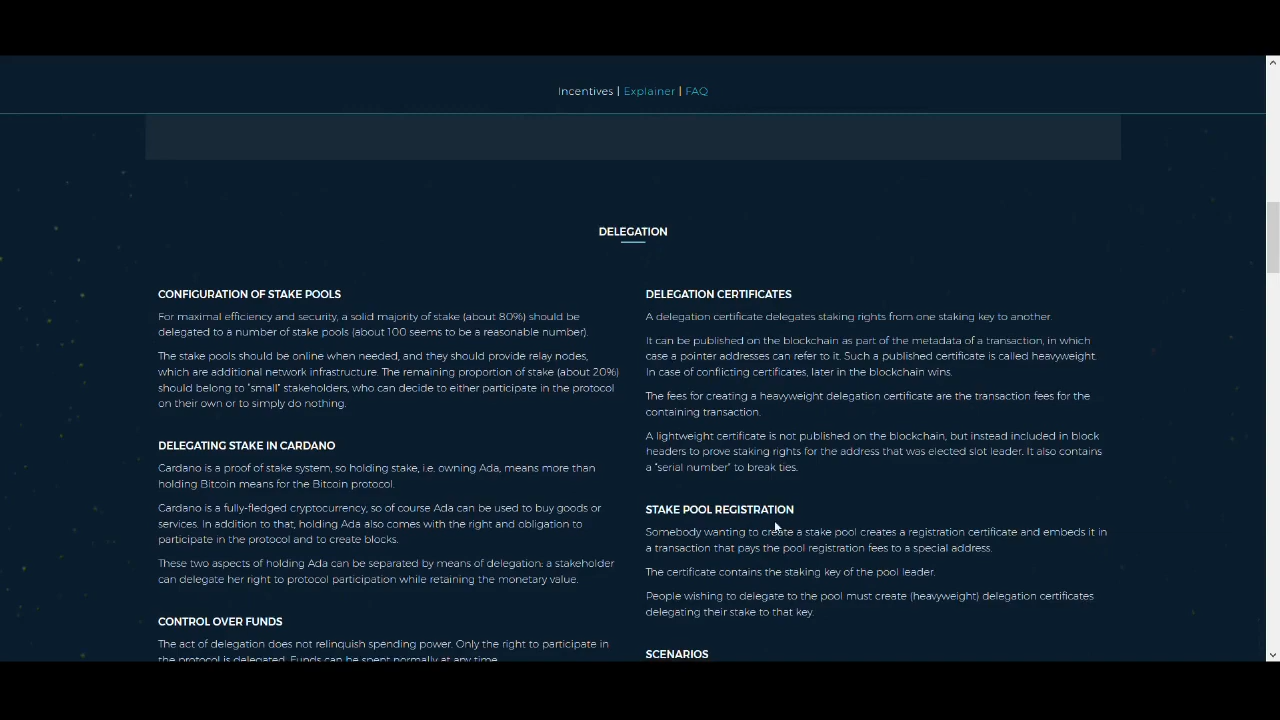 Incentives | Explainer | FAQ
DELEGATION
CONFIGURATION OF STAKE POOLS
For maximal efficiency and security, a solid majority of stake (about 80%) should be
delegated to a number of stake pools (about 100 seems to be a reasonable number).
The stake pools should be online when needed, and they should provide relay nodes,
which are additional network infrastructure. The remaining proportion of stake (about 20%)
should belong to "small" stakeholders, who can decide to either participate in the protocol
on their own or to simply do nothing.
DELEGATING STAKE IN CARDANO
Cardano is a proof of stake system, so holding stake, i.e. owning Ada, means more than
holding Bitcoin means for the Bitcoin protocol.
Cardano is a fully-fledged cryptocurrency, so of course Ada can be used to buy goods or
services. In addition to that, holding Ada also comes with the right and obligation to
participate in the protocol and to create blocks.
These two aspects of holding Ada can be separated by means of delegation: a stakeholder
can delegate her right to protocol participation while retaining the monetary value.
CONTROL OVER FUNDS
The act of delegation does not relinquish spending power. Only the right to participate in
the protocol is delegated. Funds can be spent normally at any time.
DELEGATION CERTIFICATES
A delegation certificate delegates staking rights from one staking key to another.
It can be published on the blockchain as part of the metadata of a transaction, in which
case a pointer addresses can refer to it. Such a published certificate is called heavyweight.
In case of conflicting certificates, later in the blockchain wins.
The fees for creating a heavyweight delegation certificate are the transaction fees for the
containing transaction.
A lightweight certificate is not published on the blockchain, but instead included in block
headers to prove staking rights for the address that was elected slot leader. It also contains
a "serial number" to break ties.
STAKE POOL REGISTRATION
Somebody wanting to create a stake pool creates a registration certificate and embeds it in
a transaction that pays the pool registration fees to a special address.
The certificate contains the staking key of the pool leader.
People wishing to delegate to the pool must create (heavyweight) delegation certificates
delegating their stake to that key.
SCENARIOS